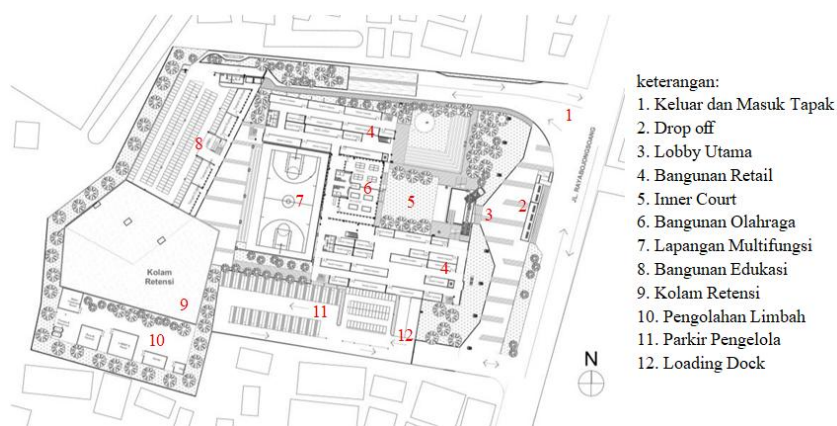 keterangan:
1. Keluar dan Masuk Tapak
2. Drop off
3. Lobby Utama
4. Bangunan Retail
5. Inner Court
6. Bangunan Olahraga
7. Lapangan Multifungsi
8. Bangunan Edukasi
9. Kolam Retensi
10. Pengolahan Limbah
11. Parkir Pengelola
12. Loading Dock
1
JL. RAYABOJONGSOANG
2
3
4
5
6
7
8
4
Kolam
Retensi
9
10
11
12
N